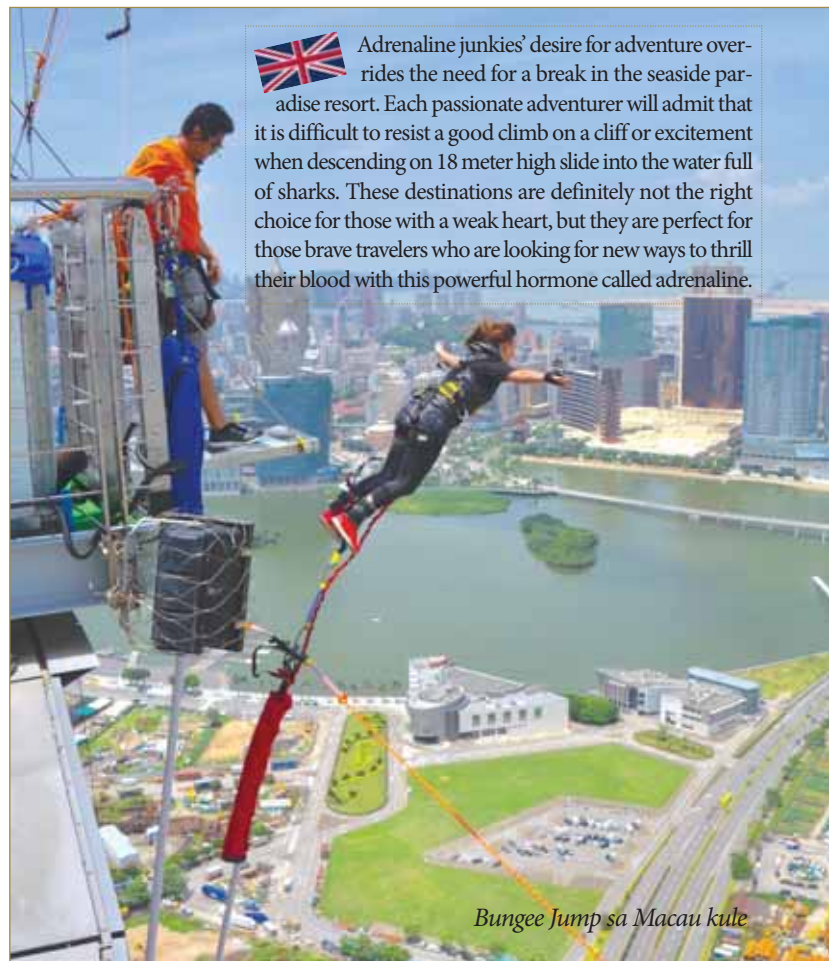 Adrenaline junkies’ desire for adventure over-
rides the need for a break in the seaside par-
adise resort. Each passionate adventurer will admit that
it is difficult to resist a good climb on a cliff or excitement
when descending on 18 meter high slide into the water full
of sharks. These destinations are definitely not the right
choice for those with a weak heart, but they are perfect for
those brave travelers who are looking for new ways to thrill
their blood with this powerful hormone called adrenaline.
Bungee Jump sa Macau kule